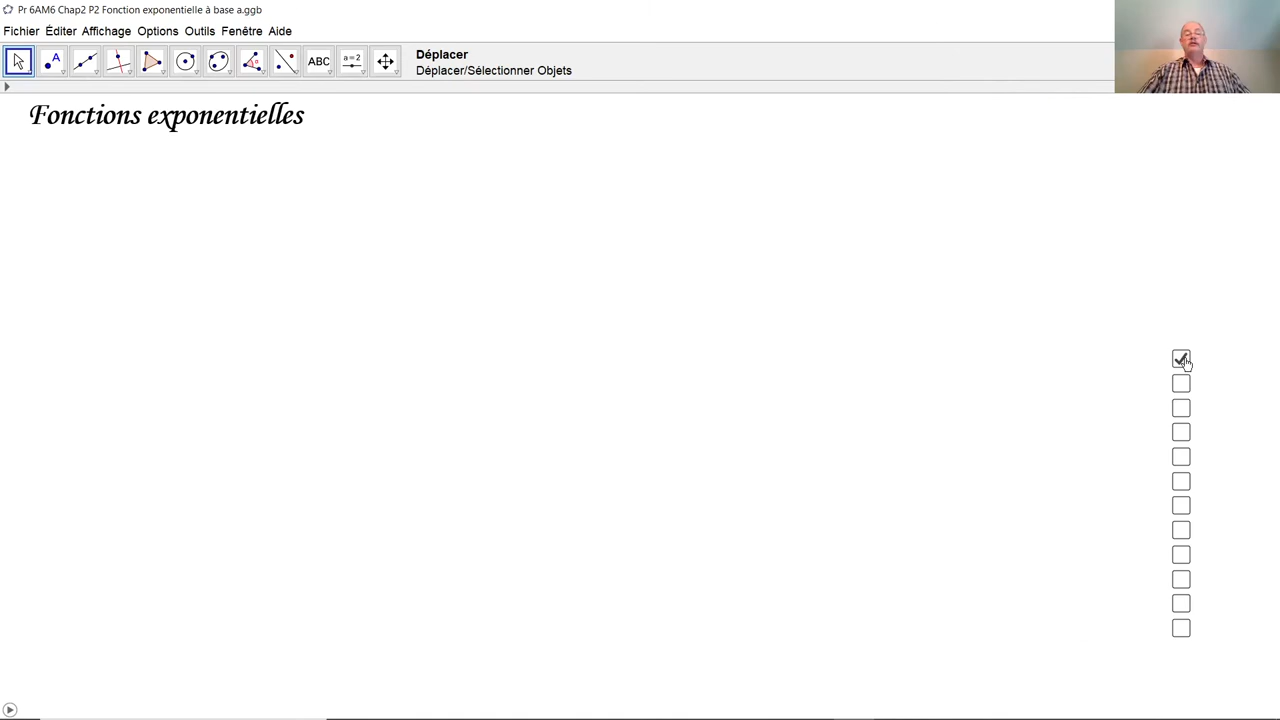 Pr 6AM6 Chap2 P2 Fonction exponentielle à base a.ggb
Fichier Éditer Affichage Options Outils Fenêtre Aide
A
α
ABC
a=2
Déplacer
Déplacer/Sélectionner Objets
Fonctions exponentielles